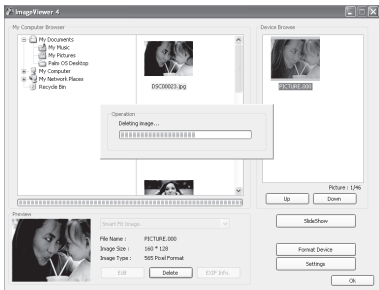 ImageViewer 4
My Computer Browser
My Documents
My Music
My Pictures
Palm OS Desktop
My Computer
My Network Places
Recycle Bin
DSC00023.jpg
Device Browse
PICTURE.000
Operation
Deleting image...
Picture : 1/46
Up
Down
Preview
Smart Fit Image
File Name : PICTURE.000
Image Size : 160 * 128
Image Type : 565 Pixel Format
Edit
Delete
EXIF Info.
SlideShow
Format Device
Settings
Ok